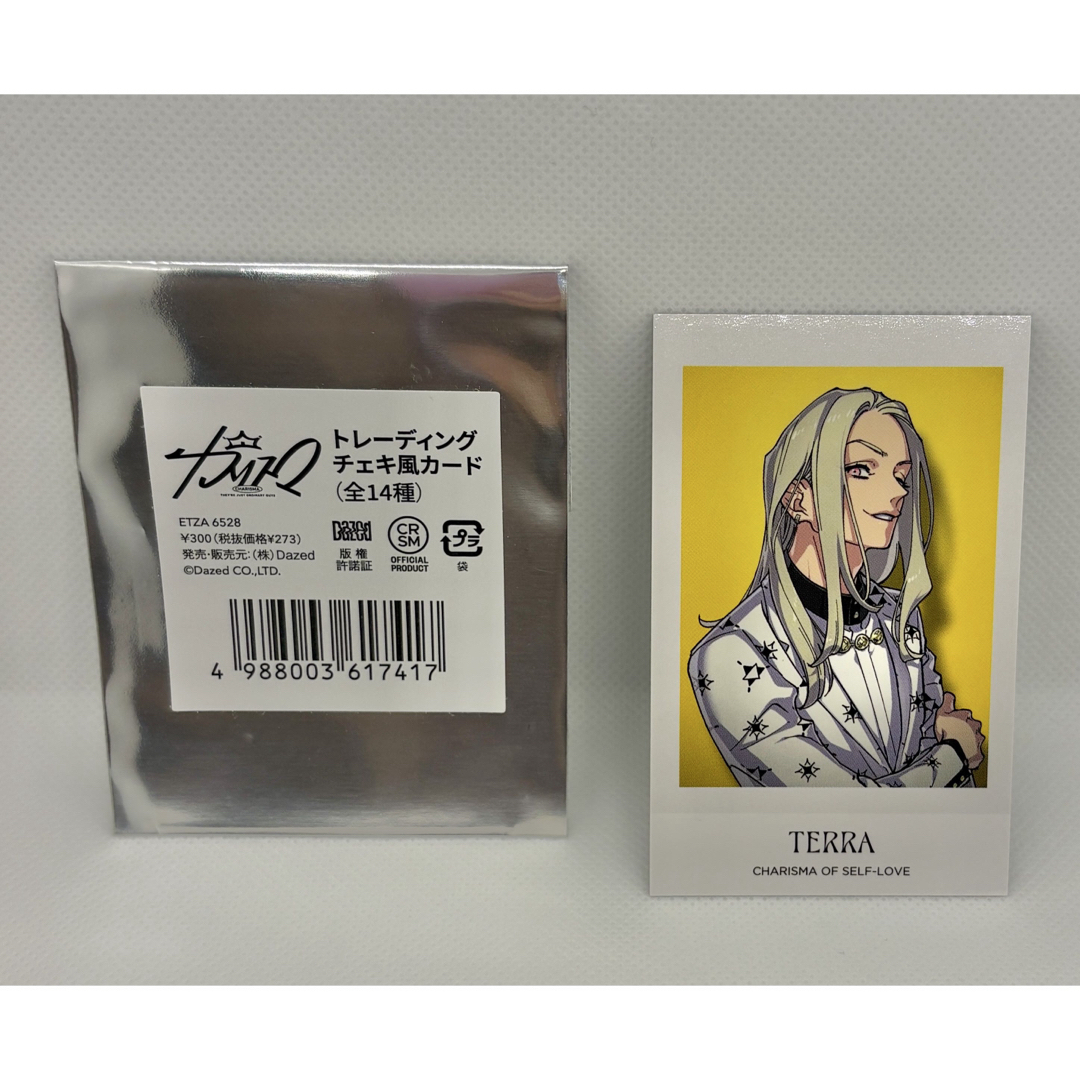 カリスマ
CHARISMA
THEY'RE JUST ORDINARY GUYS
トレーディング
チェキ風カード
（全14種）
ETZA 6528
¥300（税抜価格¥273）
発売・販売元：（株）Dazed
©Dazed CO.,LTD.
Dazed
版権
許諾証
CR
SM
OFFICIAL
PRODUCT
プラ
袋
4 988003 617417
TERRA
CHARISMA OF SELF-LOVE